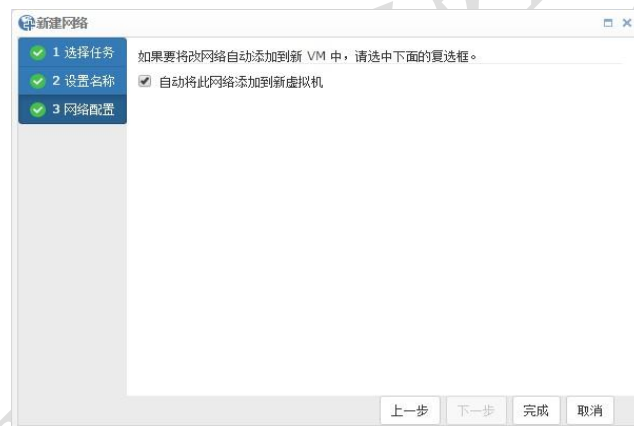 新建网络
1 选择任务
2 设置名称
3 网络配置
如果要将改网络自动添加到新 VM 中，请选中下面的复选框。
自动将此网络添加到新虚拟机
上一步 下一步 完成 取消